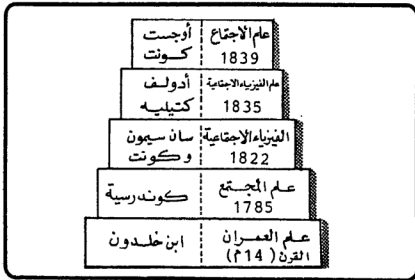 علم الاجتماع
1839
أوجست
كونت
علم الفيزياء الاجتماعية
1835
أدولف
كتيليه
الفيزياء الاجتماعية
1822
سان سيمون
وكونت
علم المجتمع
1785
كوندرسية
علم العمران
القرن (14م)
ابن خلدون